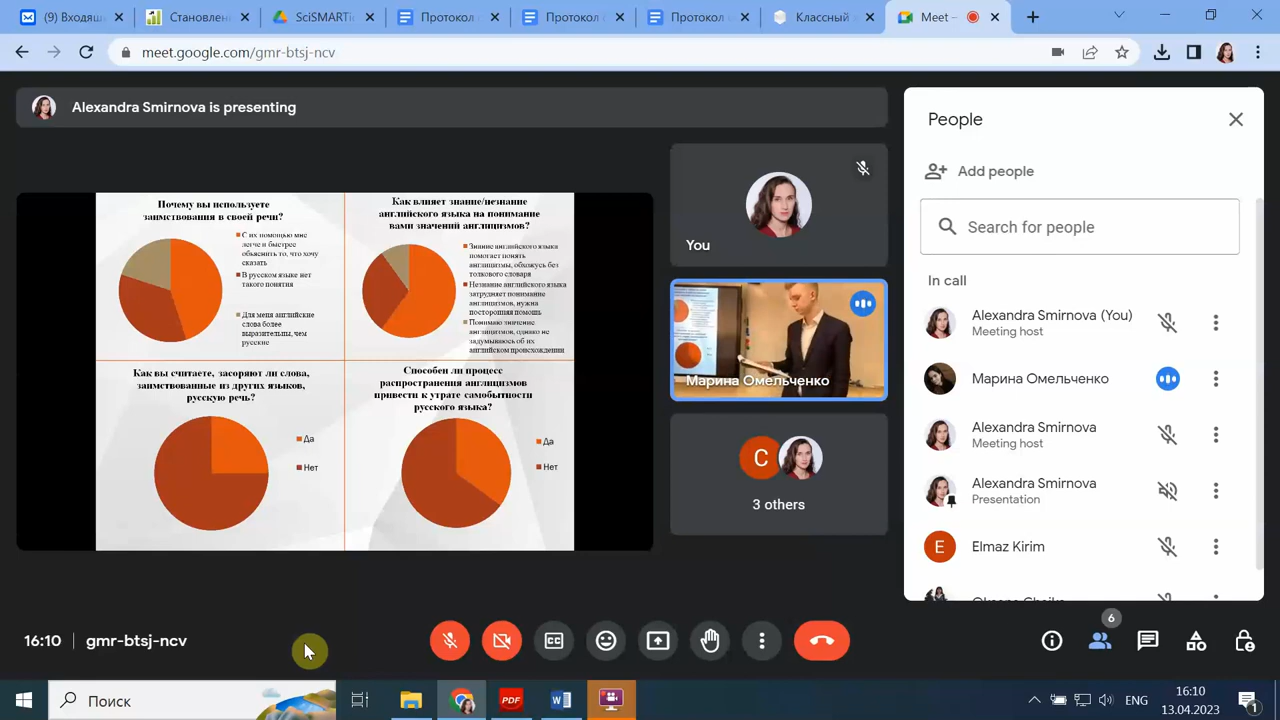 (93) Входящ
Становлен
SciSMARTic
Протокол
Протокол
Протокол
Классный
Meet –
meet.google.com/gmr-btsj-ncv
Alexandra Smirnova is presenting
Почему вы используете
заимствования в своей речи?
С их помощью мне
легче и быстрее
объяснить то, что хочу
сказать
В русском языке нет
такого понятия
Для меня английские
слова более
выразительны, чем
русские
Как влияет знание/незнание
английского языка на понимание
вами значений англицизмов?
Знание английского языка
помогает понять
англицизмы, обхожусь без
толкового словаря
Незнание английского языка
затрудняет понимание
англицизмов, нужна
посторонняя помощь
Понимаю значение
англицизмов, однако не
задумываюсь об их
английском происхождении
Как вы считаете, засоряют ли слова,
заимствованные из других языков,
русскую речь?
Да
Нет
Способен ли процесс
распространения англицизмов
привести к утрате самобытности
русского языка?
Да
Нет
You
Марина Омельченко
C
3 others
People
Add people
Search for people
In call
Alexandra Smirnova (You)
Meeting host
Марина Омельченко
Alexandra Smirnova
Meeting host
Alexandra Smirnova
Presentation
E
Elmaz Kirim
16:10
gmr-btsj-ncv
CC
6
Поиск
PDF
W
ENG
16:10
13.04.2023
1